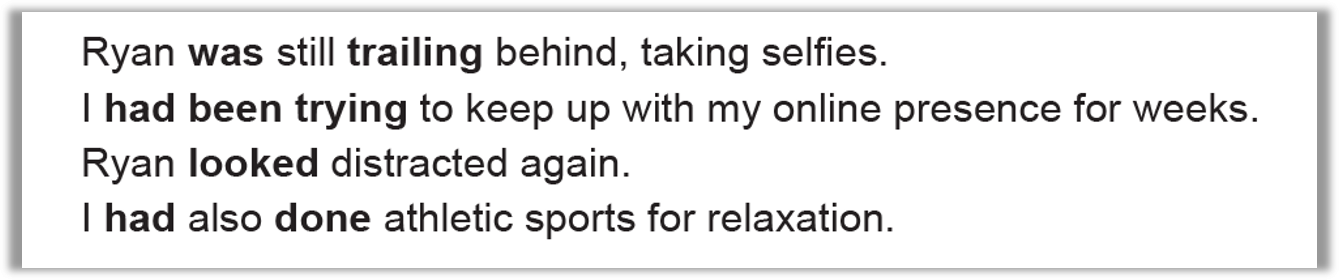 Ryan was still trailing behind, taking selfies.
I had been trying to keep up with my online presence for weeks.
Ryan looked distracted again.
I had also done athletic sports for relaxation.